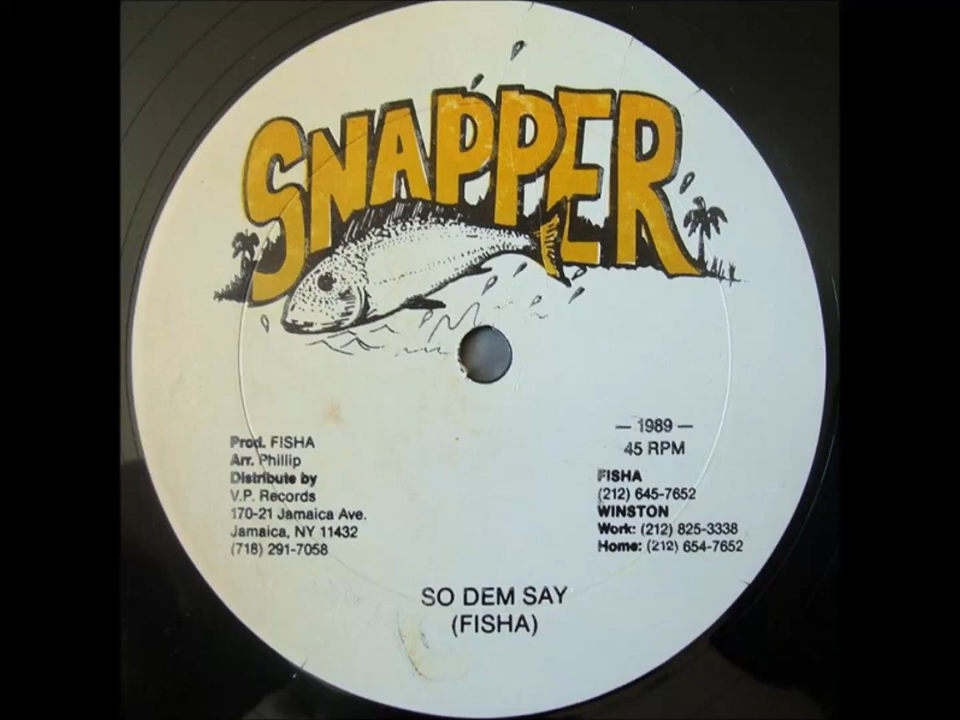 SNAPPER
Prod. FISHA
Arr. Phillip
Distribute by
V.P. Records
170-21 Jamaica Ave.
Jamaica, NY 11432
(718) 291-7058
— 1989 —
45 RPM
FISHA
(212) 645-7652
WINSTON
Work: (212) 825-3338
Home: (212) 654-7652
SO DEM SAY
(FISHA)